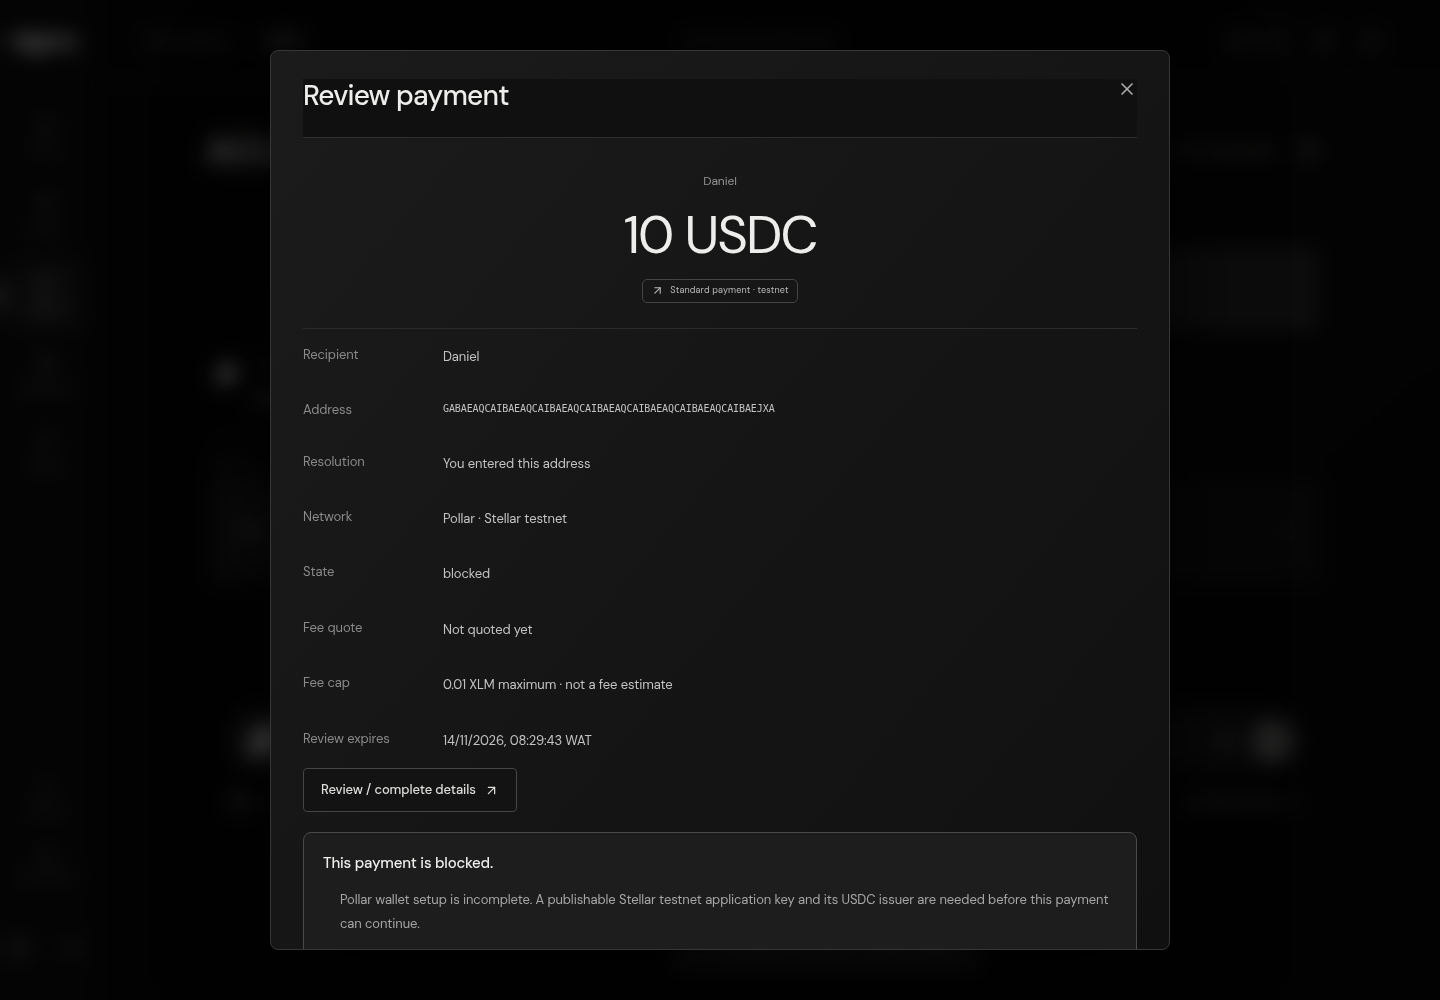 Review payment
Daniel
10 USDC
Standard payment · testnet
Recipient
Daniel
Address
GABAEAQCAIBAEAQCAIBAEAQCAIBAEAQCAIBAEAQCAIBAEAQCAIBAEJXA
Resolution
You entered this address
Network
Pollar · Stellar testnet
State
blocked
Fee quote
Not quoted yet
Fee cap
0.01 XLM maximum · not a fee estimate
Review expires
14/11/2026, 08:29:43 WAT
Review / complete details
This payment is blocked.
Pollar wallet setup is incomplete. A publishable Stellar testnet application key and its USDC issuer are needed before this payment
can continue.